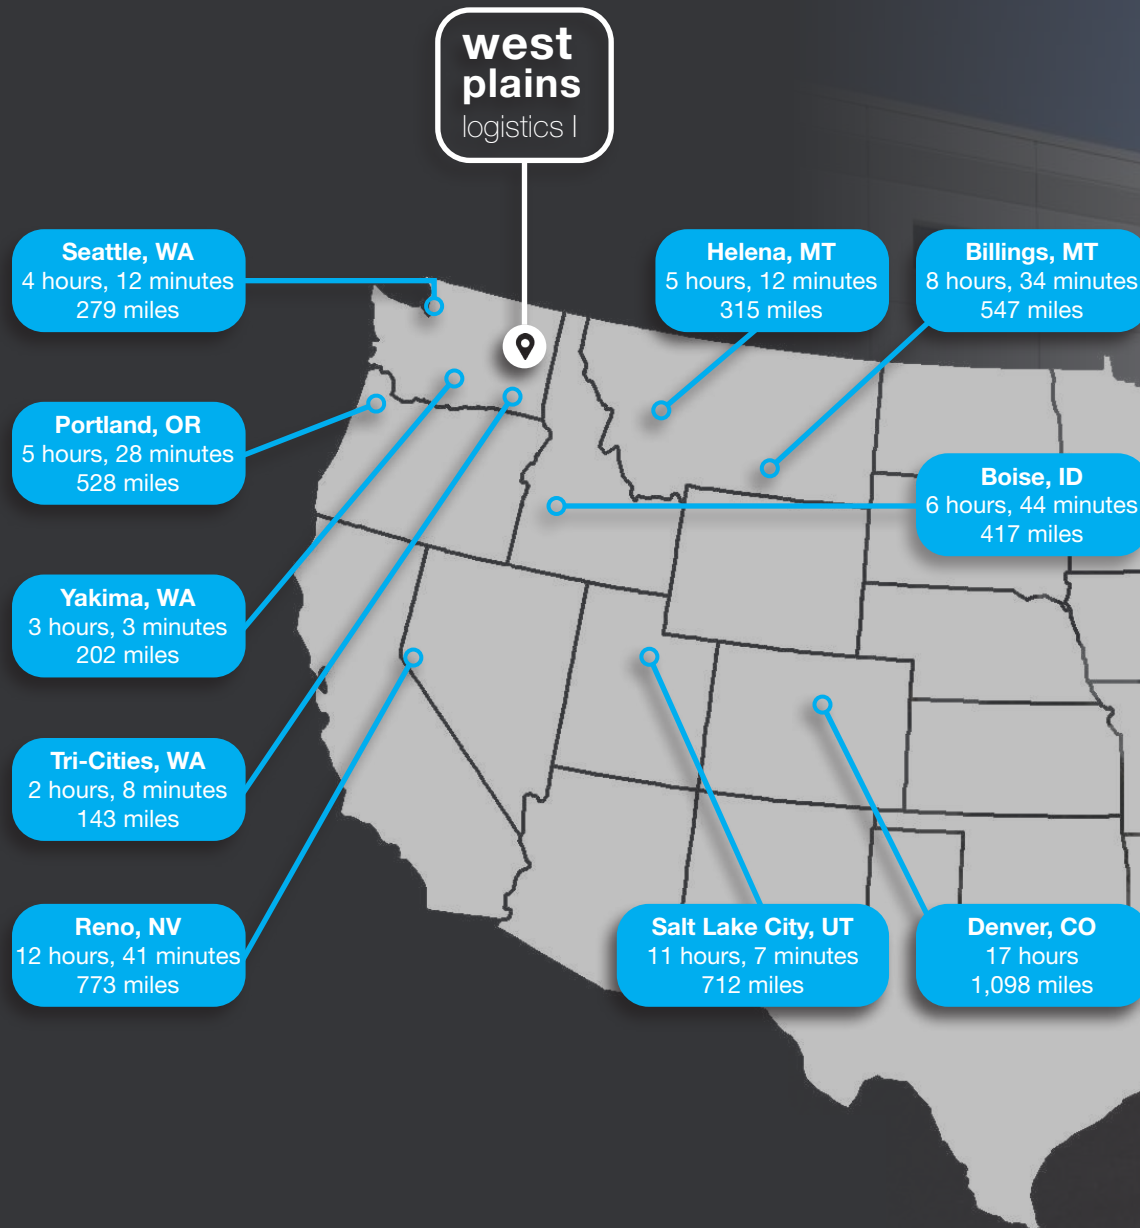 west
plains
logistics I
Seattle, WA
4 hours, 12 minutes
279 miles
Helena, MT
5 hours, 12 minutes
315 miles
Billings, MT
8 hours, 34 minutes
547 miles
Portland, OR
5 hours, 28 minutes
528 miles
Boise, ID
6 hours, 44 minutes
417 miles
Yakima, WA
3 hours, 3 minutes
202 miles
Tri-Cities, WA
2 hours, 8 minutes
143 miles
Reno, NV
12 hours, 41 minutes
773 miles
Salt Lake City, UT
11 hours, 7 minutes
712 miles
Denver, CO
17 hours
1,098 miles